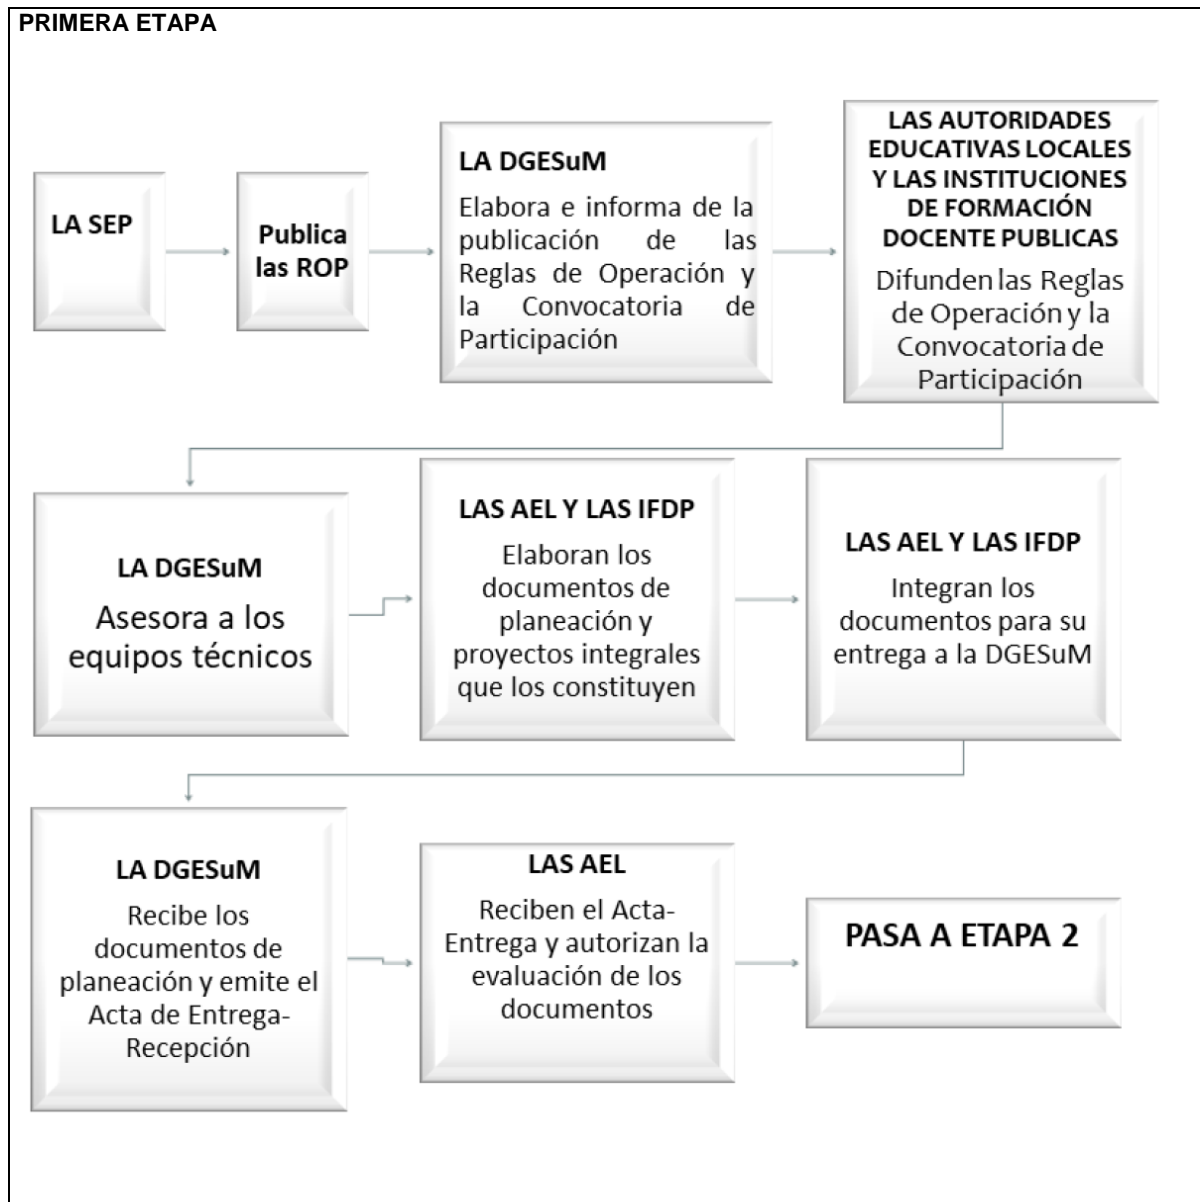 PRIMERA ETAPA
LA SEP
Publica
las ROP
LA DGESuM
Elabora e informa de la
publicación de las
Reglas de Operación y
la Convocatoria de
Participación
LAS AUTORIDADES
EDUCATIVAS LOCALES
Y LAS INSTITUCIONES
DE FORMACIÓN
DOCENTE PUBLICAS
Difunden las Reglas
de Operación y la
Convocatoria de
Participación
LA DGESuM
Asesora a los
equipos técnicos
LAS AEL Y LAS IFDP
Elaboran los
documentos de
planeación y
proyectos integrales
que los constituyen
LAS AEL Y LAS IFDP
Integran los
documentos para su
entrega a la DGESuM
LA DGESuM
Recibe los
documentos de
planeación y emite el
Acta de Entrega-
Recepción
LAS AEL
Reciben el Acta-
Entrega y autorizan la
evaluación de los
documentos
PASA A ETAPA 2